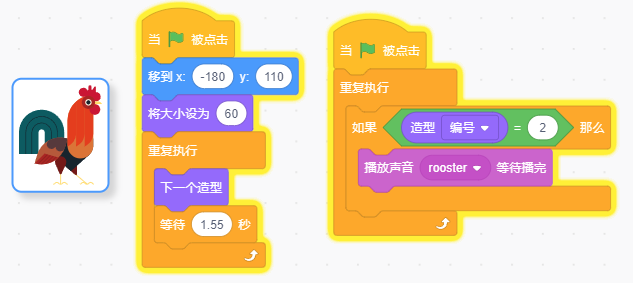 当 被点击
移到 x: -180 y: 110
将大小设为 60
重复执行
下一个造型
等待 1.55 秒
当 被点击
重复执行
如果 造型 编号 = 2 那么
播放声音 rooster 等待播完